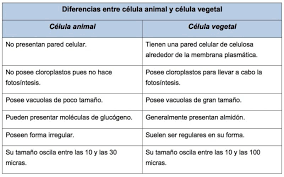 Diferencias entre célula animal y célula vegetal
Célula animal
Célula vegetal
No presentan pared celular.
Tienen una pared celular de celulosa
alrededor de la membrana plasmática.
No posee cloroplastos pues no hace
fotosíntesis.
Posee cloroplastos para llevar a cabo la
fotosíntesis.
Posee vacuolas de poco tamaño.
Posee vacuolas de gran tamaño.
Pueden presentar moléculas de glucógeno.
Generalmente presentan almidón.
Poseen forma irregular.
Suelen ser regulares en su forma.
Su tamaño oscila entre las 10 y las 30
micras.
Su tamaño oscila entre las 10 y las 100
micras.